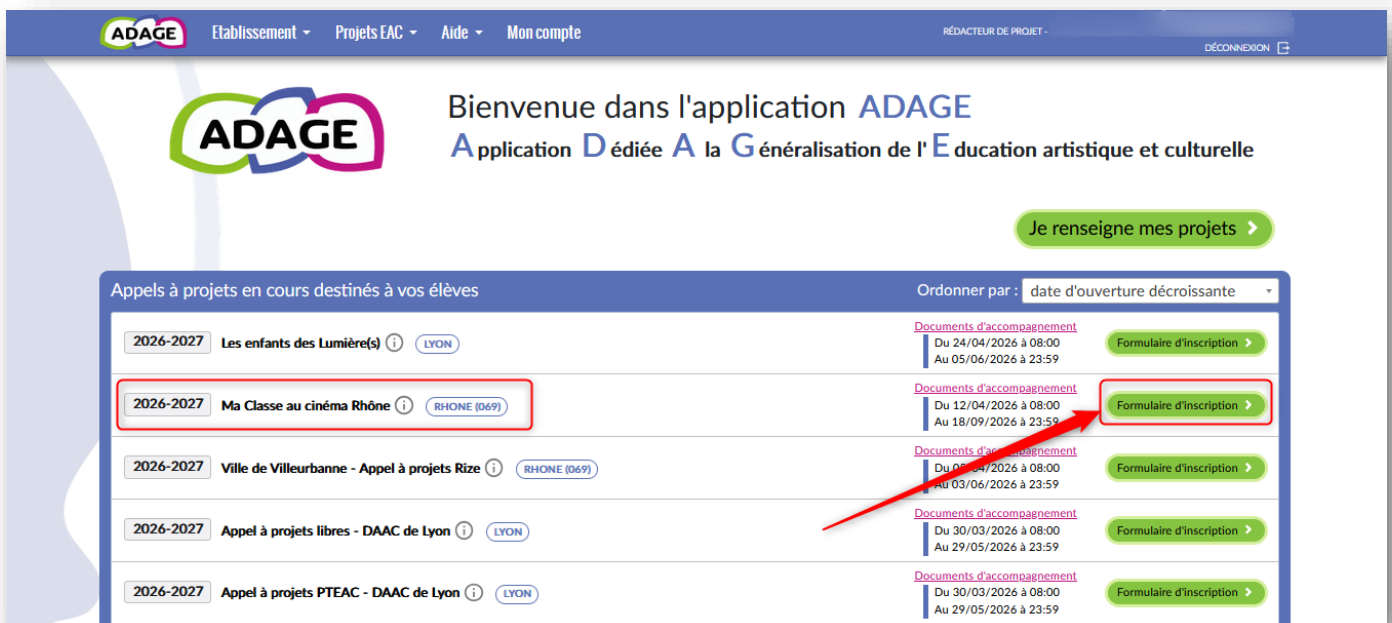 ADAGE Etablissement Projets EAC Aide Mon compte RÉDACTEUR DE PROJET -
DÉCONNEXION
ADAGE
Bienvenue dans l'application ADAGE
Application Dédiée A la Généralisation de l'Education artistique et culturelle
Je renseigne mes projets
Appels à projets en cours destinés à vos élèves Ordonner par : date d'ouverture décroissante
2026-2027 Les enfants des Lumière(s) i LYON
Documents d'accompagnement
Du 24/04/2026 à 08:00
Au 05/06/2026 à 23:59
Formulaire d'inscription
2026-2027 Ma Classe au cinéma Rhône i RHONE (069)
Documents d'accompagnement
Du 12/04/2026 à 08:00
Au 18/09/2026 à 23:59
Formulaire d'inscription
2026-2027 Ville de Villeurbanne - Appel à projets Rize i RHONE (069)
Documents d'accompagnement
Du /2026 à 08:00
Au 03/06/2026 à 23:59
Formulaire d'inscription
2026-2027 Appel à projets libres - DAAC de Lyon i LYON
Documents d'accompagnement
Du 30/03/2026 à 08:00
Au 29/05/2026 à 23:59
Formulaire d'inscription
2026-2027 Appel à projets PTEAC - DAAC de Lyon i LYON
Documents d'accompagnement
Du 30/03/2026 à 08:00
Au 29/05/2026 à 23:59
Formulaire d'inscription